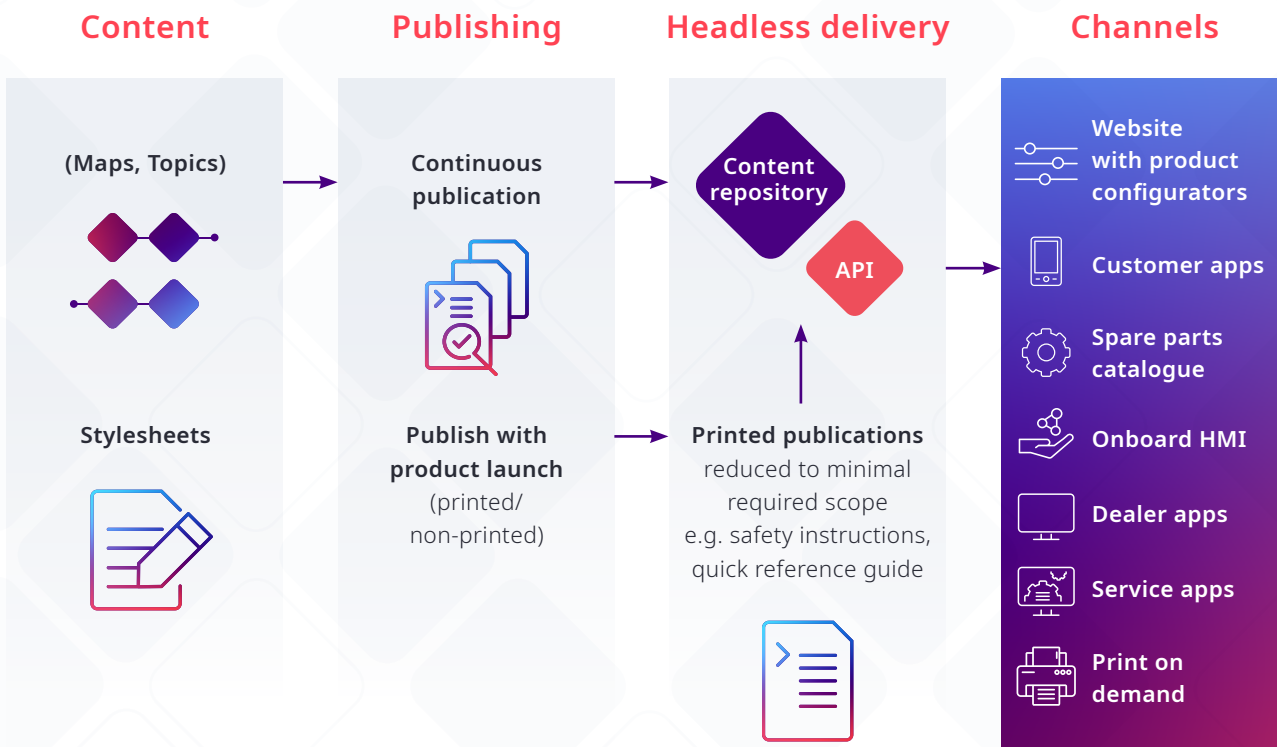 Content
(Maps, Topics)
Stylesheets
Publishing
Continuous
publication
Publish with
product launch
(printed/
non-printed)
Headless delivery
Content
repository
API
Printed publications
reduced to minimal
required scope
e.g. safety instructions,
quick reference guide
Channels
Website
with product
configurators
Customer apps
Spare parts
catalogue
Onboard HMI
Dealer apps
Service apps
Print on
demand